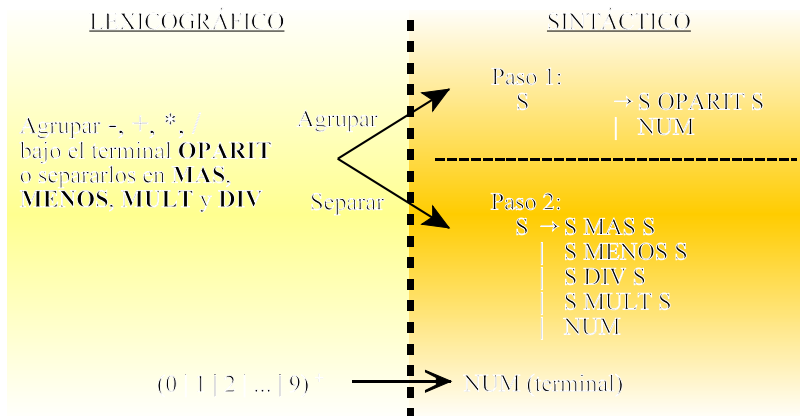 LEXICOGRÁFICO
Agrupar -, +, *, /
bajo el terminal OPARIT
o separarlos en MAS,
MENOS, MULT y DIV
Agrupar
Separar
(0 | 1 | 2 | ... | 9)
SINTÁCTICO
Paso 1:
S → S OPARIT S
| NUM
Paso 2:
S → S MAS S
| S MENOS S
| S DIV S
| S MULT S
| NUM
NUM (terminal)